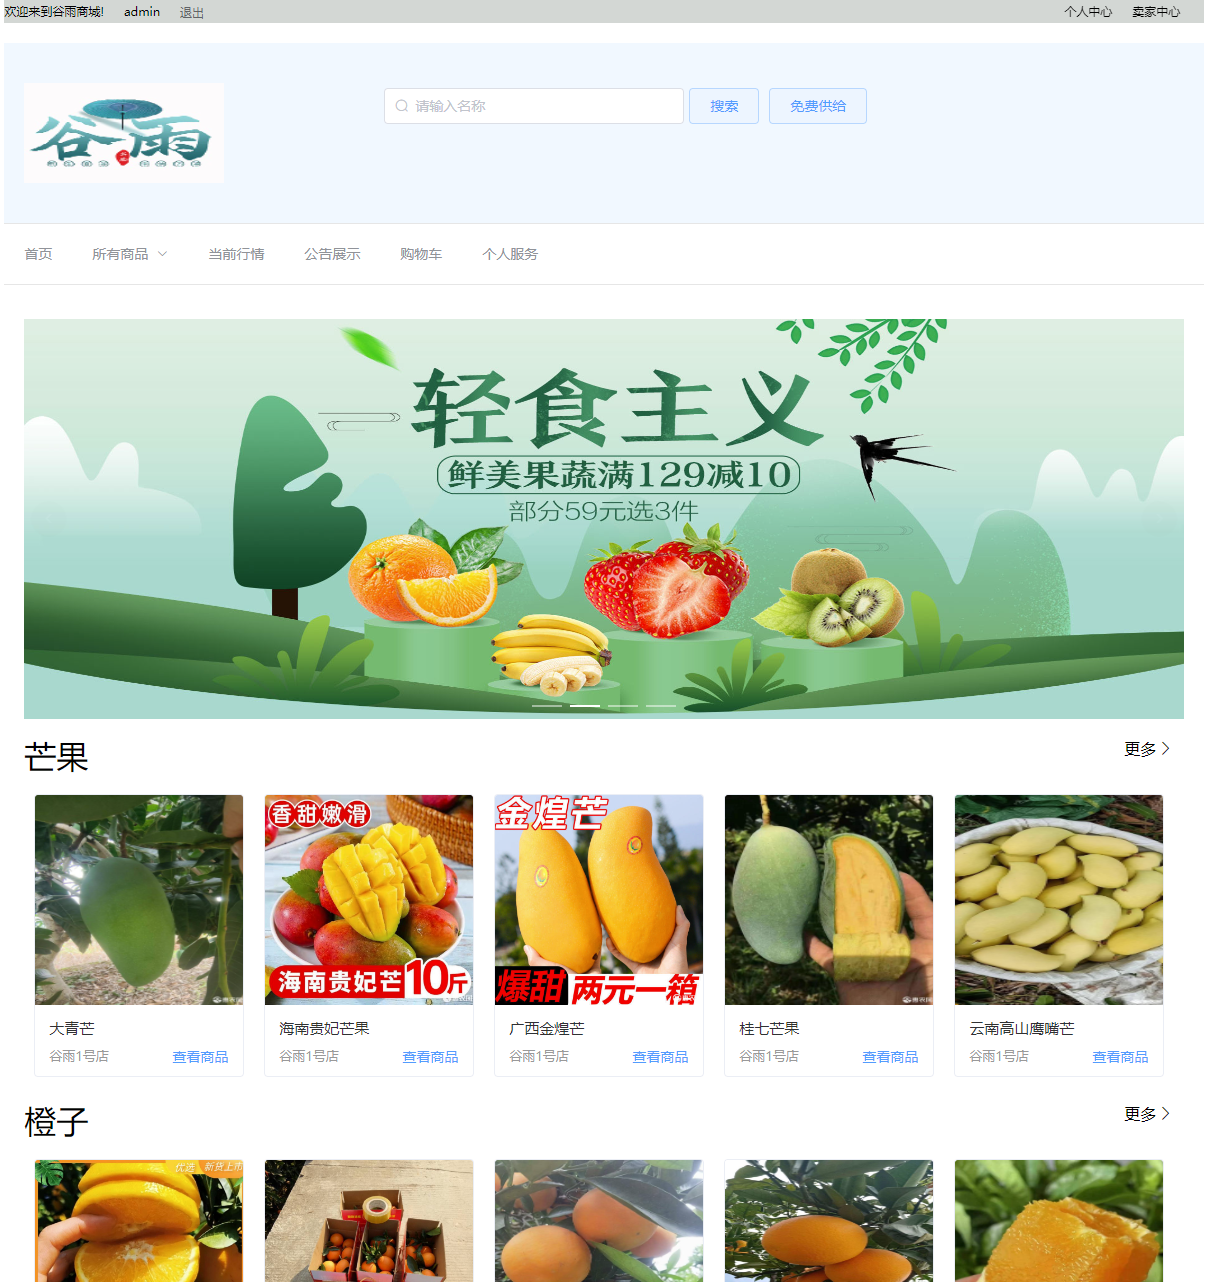 欢迎来到谷雨商城! admin 退出 个人中心 卖家中心
谷雨
请输入名称 搜索 免费供给
首页 所有商品 当前行情 公告展示 购物车 个人服务
轻食主义
鲜美果蔬满129减10
部分59元选3件
芒果 更多
香甜嫩滑
海南贵妃芒10斤
金煌芒
爆甜 两元一箱
惠农网
大青芒
谷雨1号店 查看商品
海南贵妃芒果
谷雨1号店 查看商品
广西金煌芒
谷雨1号店 查看商品
桂七芒果
谷雨1号店 查看商品
云南高山鹰嘴芒
谷雨1号店 查看商品
橙子 更多
优选 新货上市